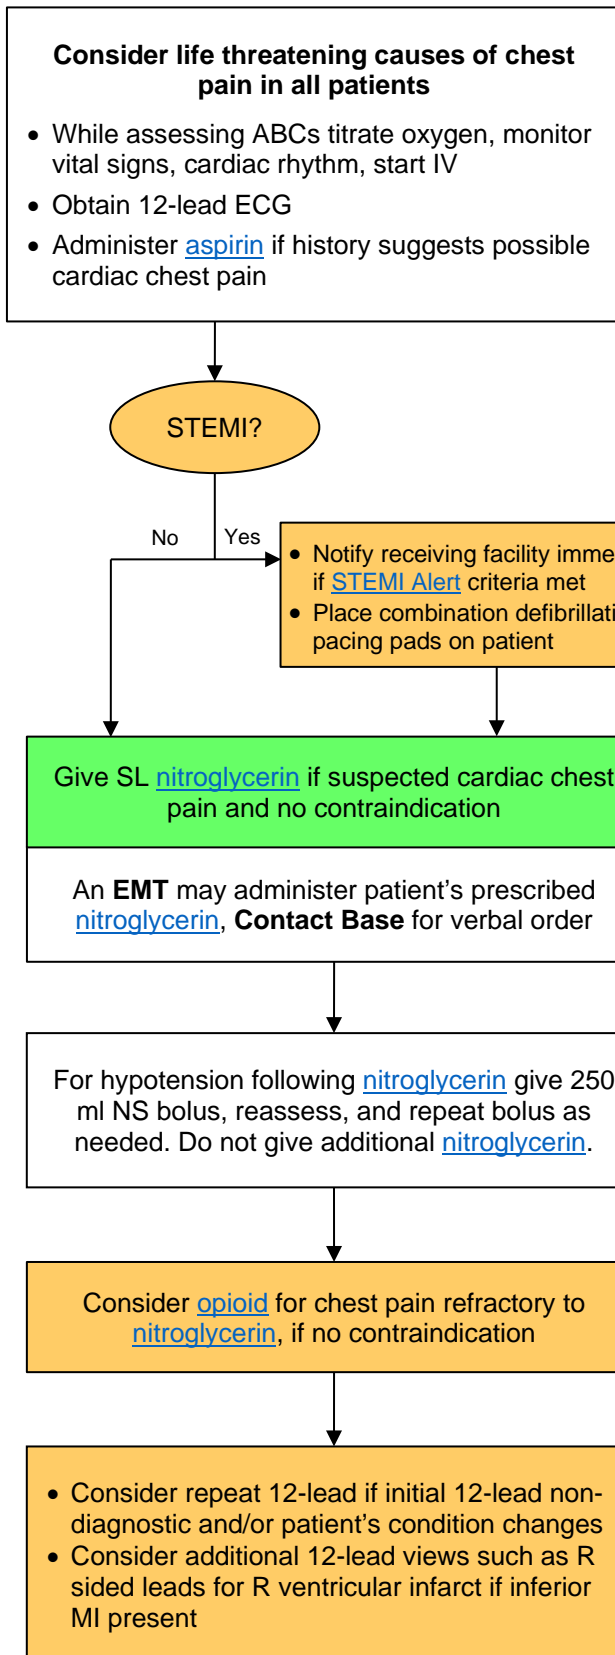 Consider life threatening causes of chest
pain in all patients
• While assessing ABCs titrate oxygen, monitor
vital signs, cardiac rhythm, start IV
• Obtain 12-lead ECG
• Administer aspirin if history suggests possible
cardiac chest pain
STEMI?
No
Yes
• Notify receiving facility imme
if STEMI Alert criteria met
• Place combination defibrillati
pacing pads on patient
Give SL nitroglycerin if suspected cardiac chest
pain and no contraindication
An EMT may administer patient’s prescribed
nitroglycerin, Contact Base for verbal order
For hypotension following nitroglycerin give 250
ml NS bolus, reassess, and repeat bolus as
needed. Do not give additional nitroglycerin.
Consider opioid for chest pain refractory to
nitroglycerin, if no contraindication
• Consider repeat 12-lead if initial 12-lead non-
diagnostic and/or patient’s condition changes
• Consider additional 12-lead views such as R
sided leads for R ventricular infarct if inferior
MI present